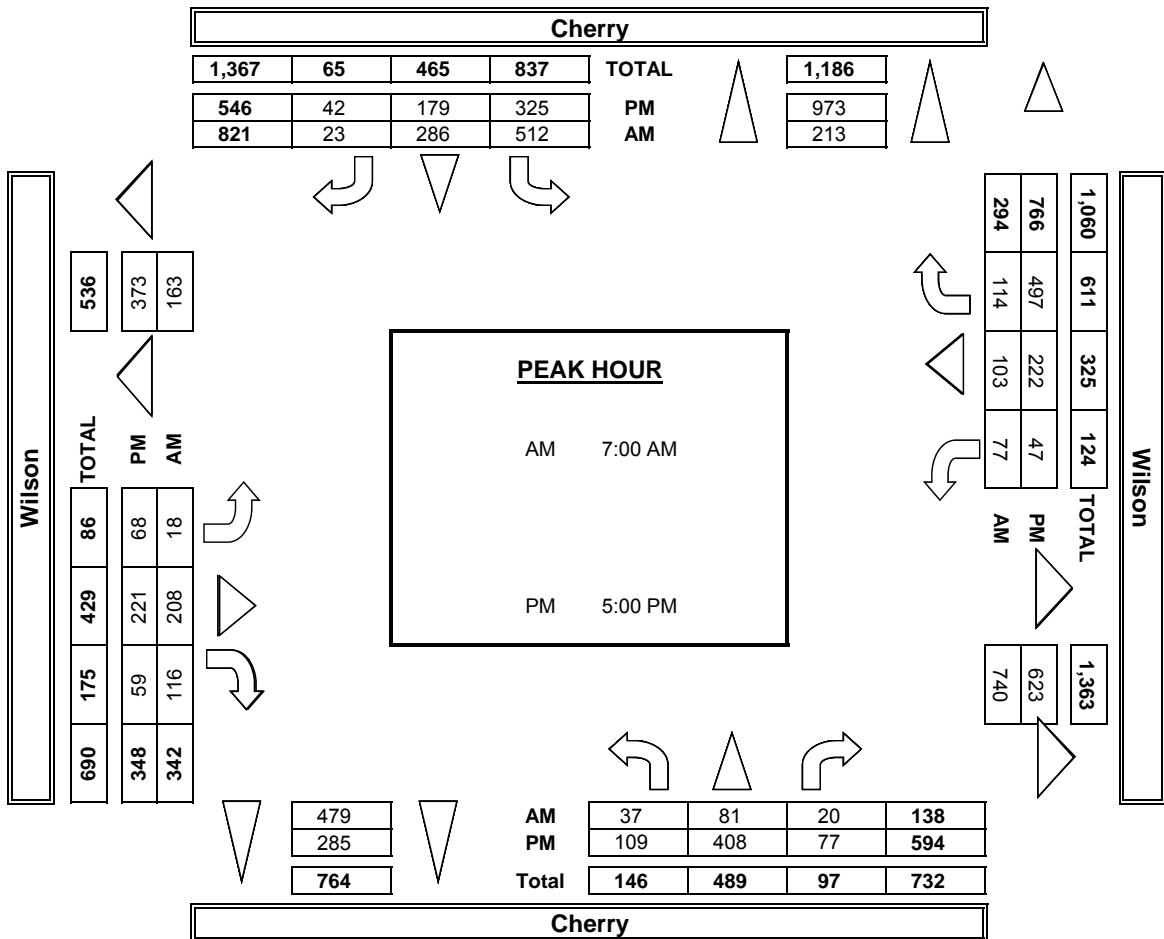 Cherry
1,367 65 465 837 TOTAL 1,186
546 42 179 325 PM 973
821 23 286 512 AM 213
Wilson
536 373 163
TOTAL PM AM
86 68 18
429 221 208
175 59 116
690 348 342
PEAK HOUR
AM 7:00 AM
PM 5:00 PM
294 766 1,060
114 497 611
103 222 325
77 47 124
AM PM TOTAL
740 623 1,363
Wilson
479 AM 37 81 20 138
285 PM 109 408 77 594
764 Total 146 489 97 732
Cherry